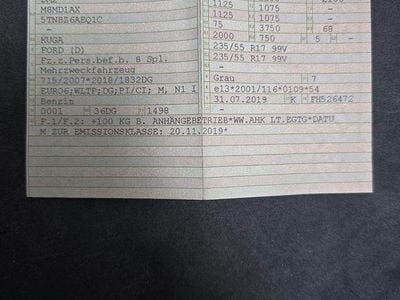 1125 1075 -
M8MD1AX 1125 1075 -
5TNBZ6AEQ1C 75 3750 68
- 2000 750 5 -
KUGA 235/55 R17 99V
FORD (D) 235/55 R17 99V
Fz.z.Pers.bef.b. 8 Spl. -
Mehrzweckfahrzeug Grau 7
715/2007*2018/1832DG e13*2001/116*0109*54
EURO6;WLTP;DG;PI/CI; M, N1 I 31.07.2019 K FH526472
Benzin -
0001 36DG 1498
F.1/F.2: +100 KG B. ANHÄNGEBETRIEB*WW.AHK LT.EGTG*DATU
M ZUR EMISSIONSKLASSE: 20.11.2019*